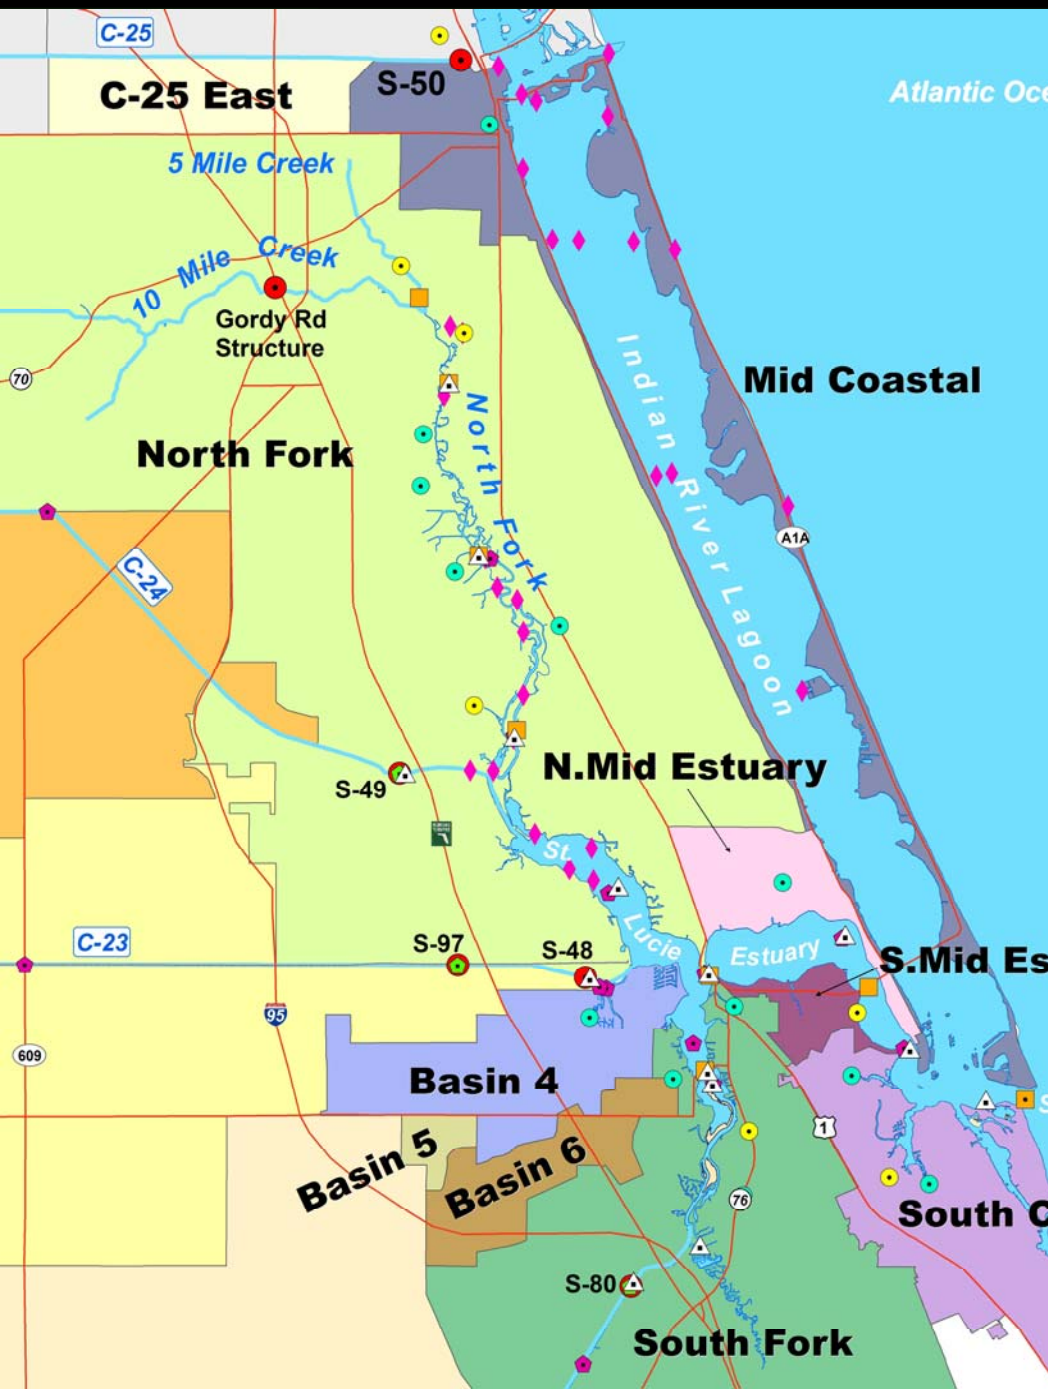 C-25
Atlantic Oce
S-50
C-25 East
5 Mile Creek
10 Mile Creek
Gordy Rd
Structure
70
Mid Coastal
Indian River Lagoon
North Fork
North Fork
A1A
C-24
N.Mid Estuary
S-49
St.
Lucie
Estuary
C-23
S-97
S-48
S.Mid Es
95
609
Basin 4
1
Basin 5
Basin 6
76
S
South C
S-80
South Fork